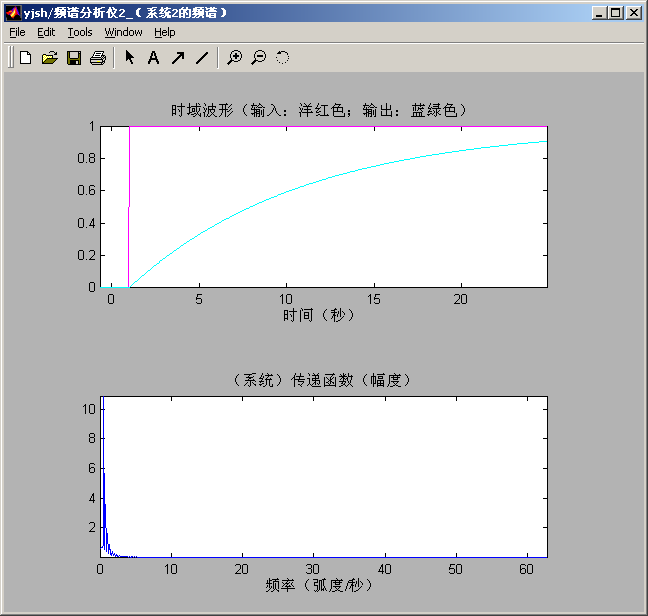 yjsh/频谱分析仪2_（系统2的频谱）
File Edit Tools Window Help
A
时域波形（输入：洋红色；输出：蓝绿色）
1
0.8
0.6
0.4
0.2
0
0 5 10 15 20
时间（秒）
（系统）传递函数（幅度）
10
8
6
4
2
0 10 20 30 40 50 60
频率（弧度/秒）